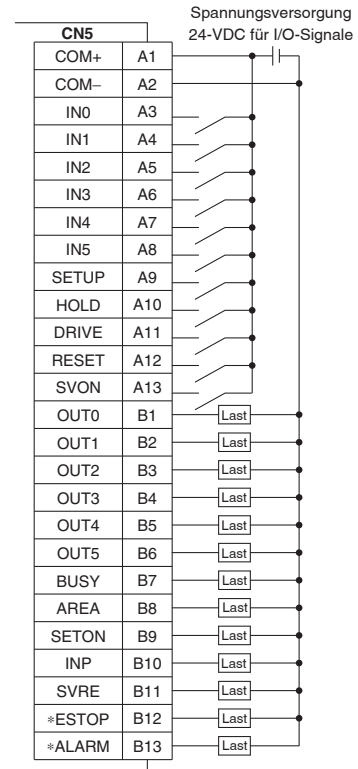 Spannungsversorgung
24-VDC für I/O-Signale
CN5
COM+ A1
COM− A2
IN0 A3
IN1 A4
IN2 A5
IN3 A6
IN4 A7
IN5 A8
SETUP A9
HOLD A10
DRIVE A11
RESET A12
SVON A13
OUT0 B1 Last
OUT1 B2 Last
OUT2 B3 Last
OUT3 B4 Last
OUT4 B5 Last
OUT5 B6 Last
BUSY B7 Last
AREA B8 Last
SETON B9 Last
INP B10 Last
SVRE B11 Last
∗ESTOP B12 Last
∗ALARM B13 Last